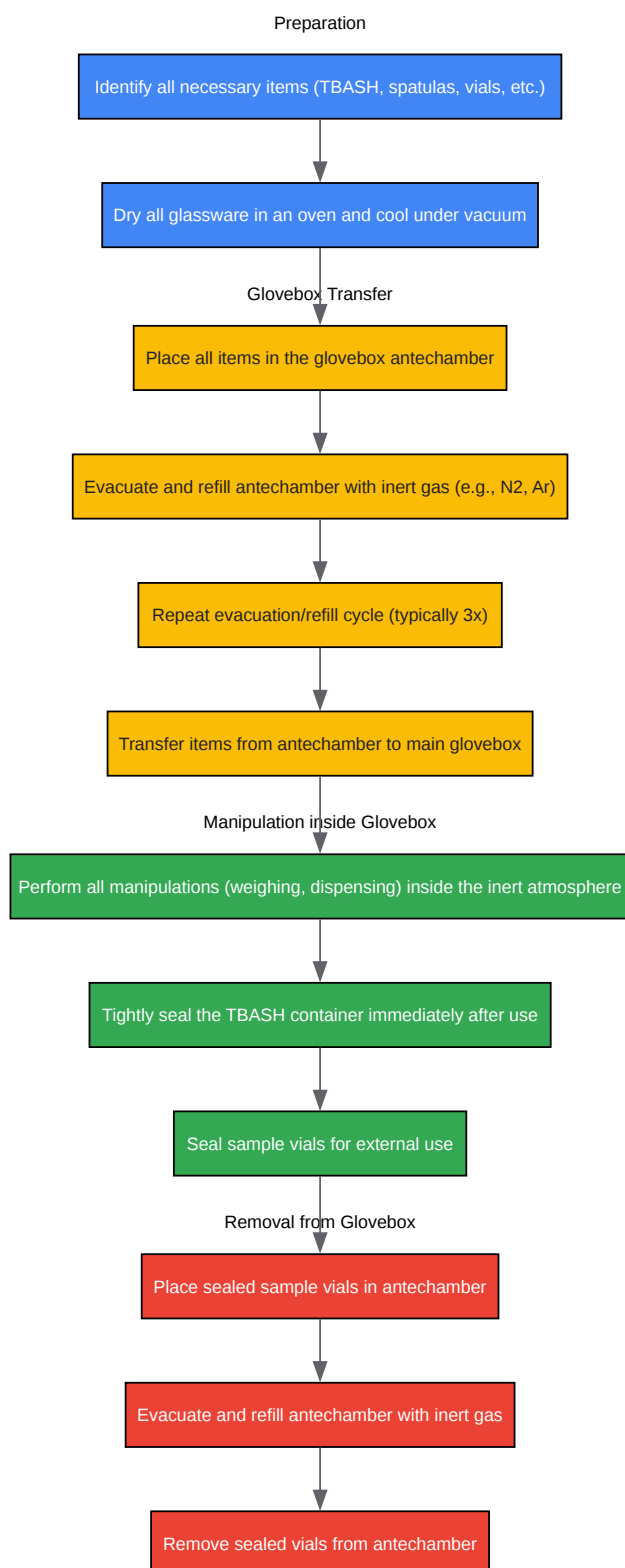 Preparation
Identify all necessary items (TBASH, spatulas, vials, etc.)
Dry all glassware in an oven and cool under vacuum
Glovebox Transfer
Place all items in the glovebox antechamber
Evacuate and refill antechamber with inert gas (e.g., N2, Ar)
Repeat evacuation/refill cycle (typically 3x)
Transfer items from antechamber to main glovebox
Manipulation inside Glovebox
Perform all manipulations (weighing, dispensing) inside the inert atmosphere
Tightly seal the TBASH container immediately after use
Seal sample vials for external use
Removal from Glovebox
Place sealed sample vials in antechamber
Evacuate and refill antechamber with inert gas
Remove sealed vials from antechamber